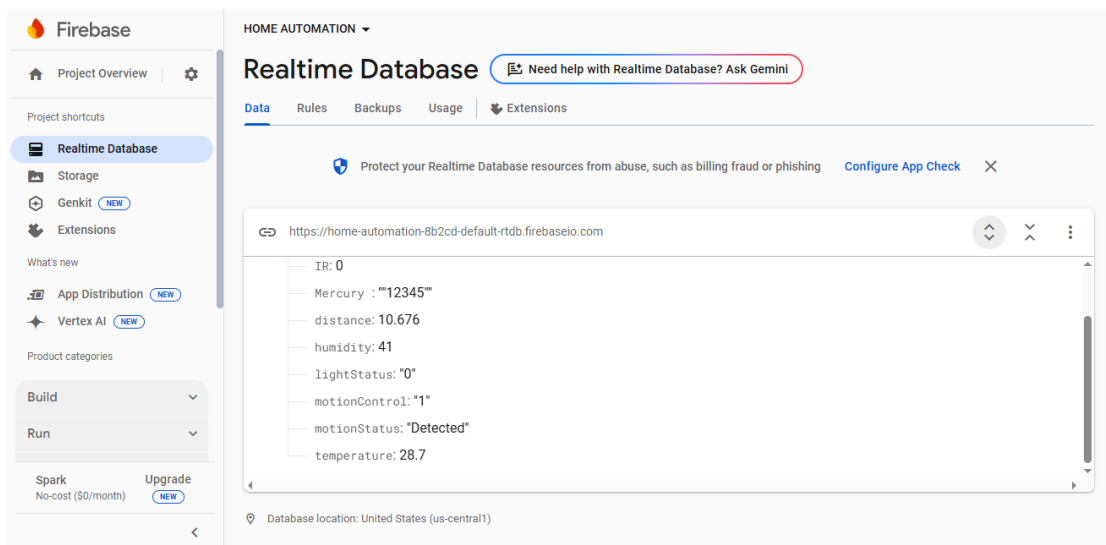 Firebase
Project Overview
Project shortcuts
Realtime Database
Storage
Genkit NEW
Extensions
What's new
App Distribution NEW
Vertex AI NEW
Product categories
Build
Run
Spark
No-cost ($0/month)
Upgrade
NEW
HOME AUTOMATION
Realtime Database
Need help with Realtime Database? Ask Gemini
Data Rules Backups Usage Extensions
Protect your Realtime Database resources from abuse, such as billing fraud or phishing Configure App Check
https://home-automation-8b2cd-default-rtdb.firebaseio.com
IR: 0
Mercury : ""12345""
distance: 10.676
humidity: 41
lightStatus: "0"
motionControl: "1"
motionStatus: "Detected"
temperature: 28.7
Database location: United States (us-central1)